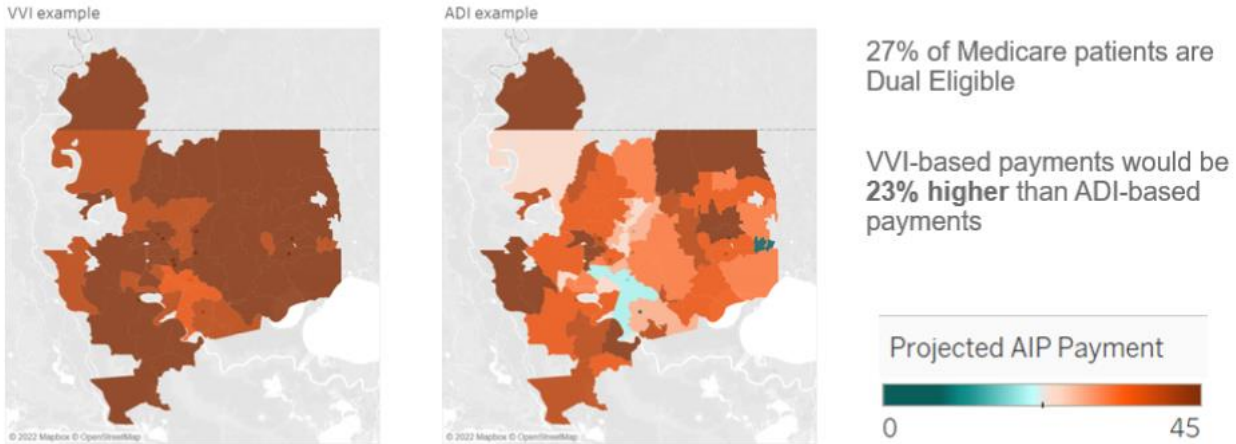 VVI example
ADI example
27% of Medicare patients are
Dual Eligible
VVI-based payments would be
23% higher than ADI-based
payments
Projected AIP Payment
0
45
© 2022 Mapbox © OpenStreetMap
© 2022 Mapbox © OpenStreetMap